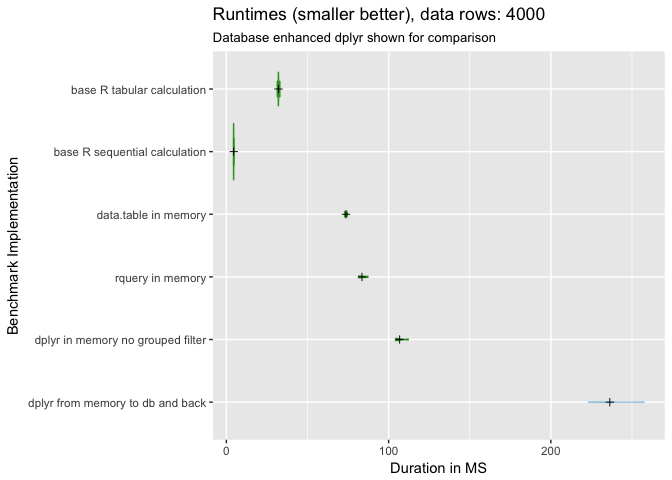 Runtimes (smaller better), data rows: 4000
Database enhanced dplyr shown for comparison
Benchmark Implementation
base R tabular calculation
base R sequential calculation
data.table in memory
rquery in memory
dplyr in memory no grouped filter
dplyr from memory to db and back
0 100 200
Duration in MS